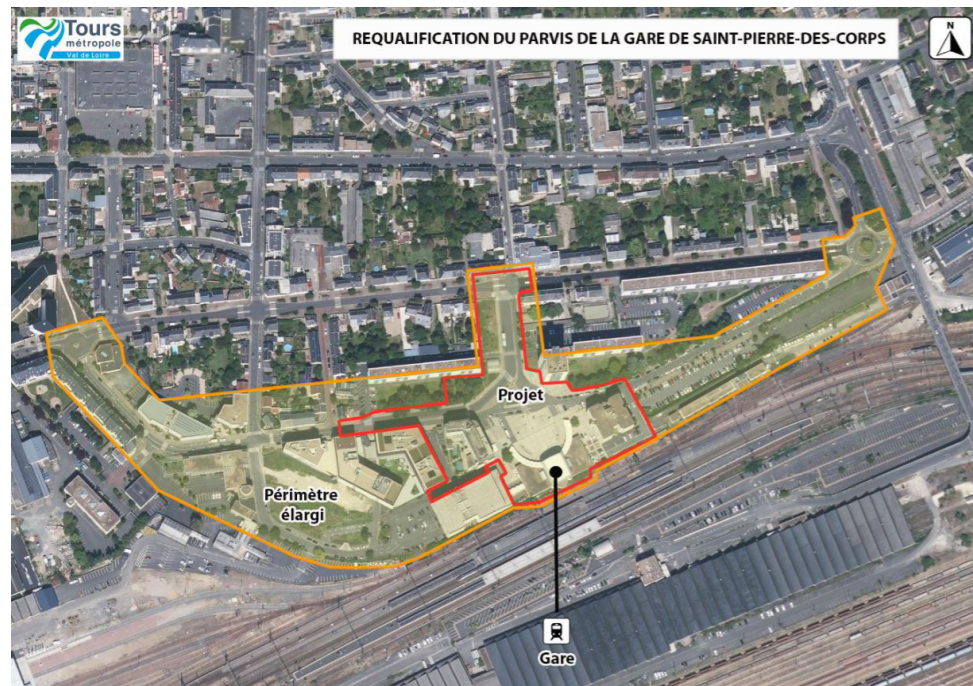 Tours
métropole
Val de Loire
REQUALIFICATION DU PARVIS DE LA GARE DE SAINT-PIERRE-DES-CORPS
N
Projet
Périmètre
élargi
Gare